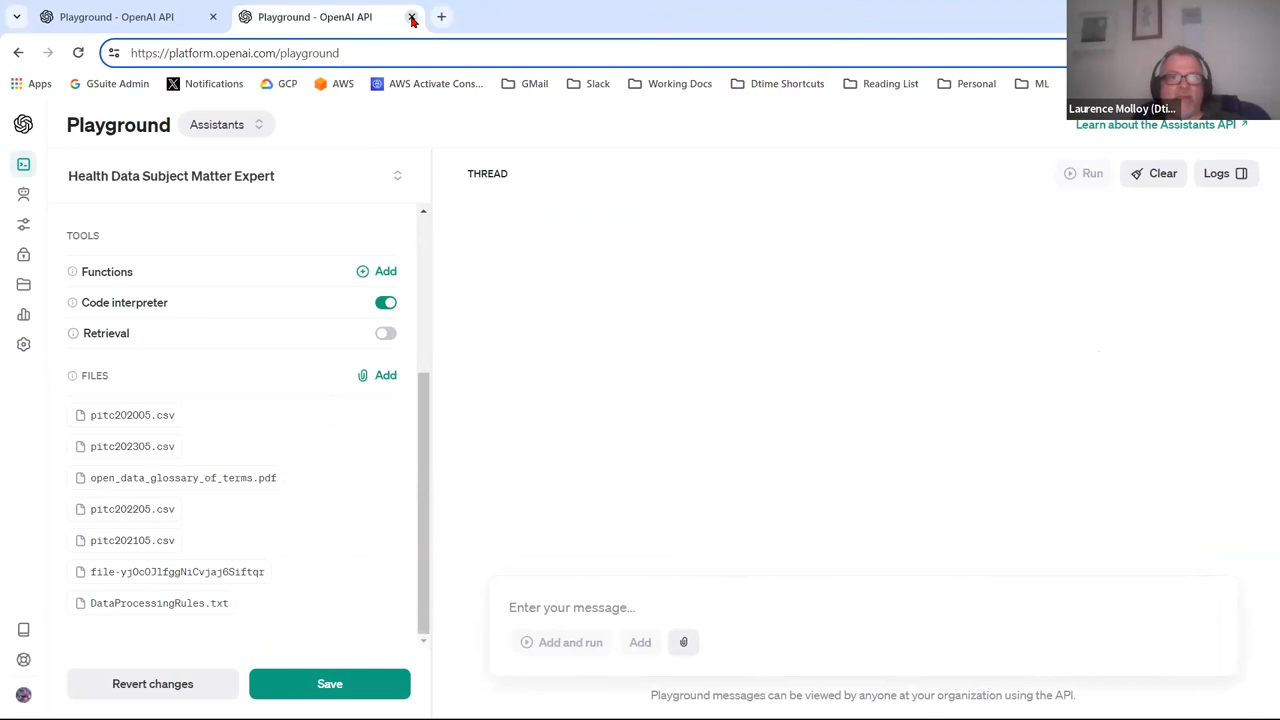 Playground - OpenAI API
Playground - OpenAI API
https://platform.openai.com/playground
Apps
GSuite Admin
Notifications
GCP
AWS
AWS Activate Cons...
GMail
Slack
Working Docs
Dtime Shortcuts
Reading List
Personal
ML
Laurence Molloy (Dti...
Playground
Assistants
Learn about the Assistants API
Health Data Subject Matter Expert
THREAD
Run
Clear
Logs
TOOLS
Functions
Add
Code interpreter
Retrieval
FILES
Add
pitc202005.csv
pitc202305.csv
open_data_glossary_of_terms.pdf
pitc202205.csv
pitc202105.csv
file-yjOcOJlfggNiCvjaj6Siftqr
DataProcessingRules.txt
Enter your message...
Add and run
Add
Revert changes
Save
Playground messages can be viewed by anyone at your organization using the API.